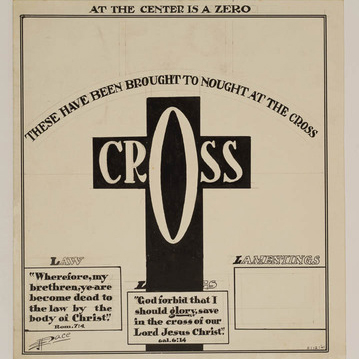 AT THE CENTER IS A ZERO
THESE HAVE BEEN BROUGHT TO NOUGHT AT THE CROSS
CROSS
LAW
LAMENTINGS
"Wherefore, my
brethren, ye are
become dead to
the law by the
body of Christ."
Rom. 7:4
"God forbid that I
should glory, save
in the cross of our
Lord Jesus Christ."
Gal. 6:14
Pace